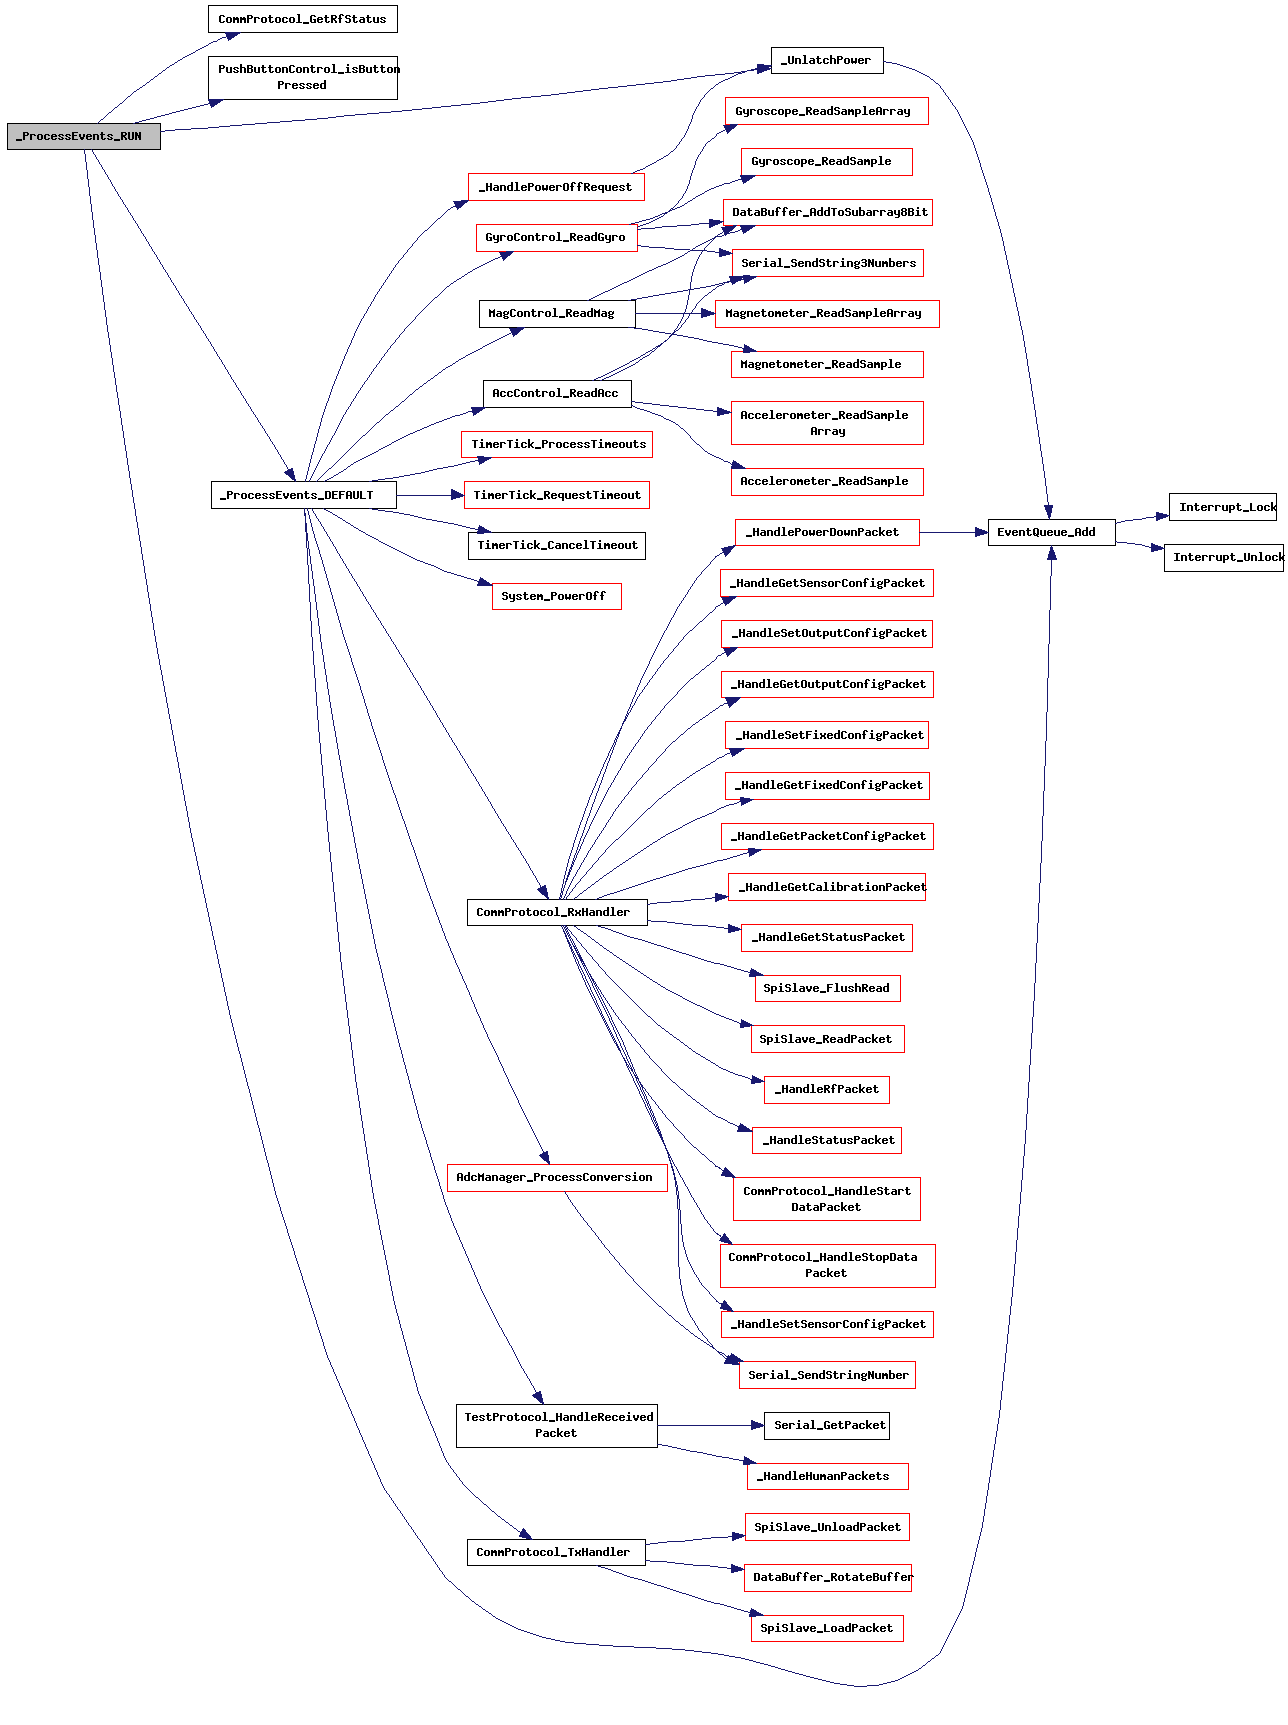 CommProtocol_GetRfStatus
PushButtonControl_isButton
Pressed
_ProcessEvents_RUN
_UnlatchPower
Gyroscope_ReadSampleArray
Gyroscope_ReadSample
_HandlePowerOffRequest
DataBuffer_AddToSubarray8Bit
GyroControl_ReadGyro
Serial_SendString3Numbers
MagControl_ReadMag
Magnetometer_ReadSampleArray
Magnetometer_ReadSample
AccControl_ReadAcc
Accelerometer_ReadSample
Array
TimerTick_ProcessTimeouts
Accelerometer_ReadSample
_ProcessEvents_DEFAULT
TimerTick_RequestTimeout
Interrupt_Lock
TimerTick_CancelTimeout
_HandlePowerDownPacket
EventQueue_Add
Interrupt_Unlock
System_PowerOff
_HandleGetSensorConfigPacket
_HandleSetOutputConfigPacket
_HandleGetOutputConfigPacket
_HandleSetFixedConfigPacket
_HandleGetFixedConfigPacket
_HandleGetPacketConfigPacket
_HandleGetCalibrationPacket
CommProtocol_RxHandler
_HandleGetStatusPacket
SpiSlave_FlushRead
SpiSlave_ReadPacket
_HandleRfPacket
_HandleStatusPacket
AdcManager_ProcessConversion
CommProtocol_HandleStart
DataPacket
CommProtocol_HandleStopData
Packet
_HandleSetSensorConfigPacket
Serial_SendStringNumber
TestProtocol_HandleReceived
Packet
Serial_GetPacket
_HandleHumanPackets
SpiSlave_UnloadPacket
CommProtocol_TxHandler
DataBuffer_RotateBuffer
SpiSlave_LoadPacket